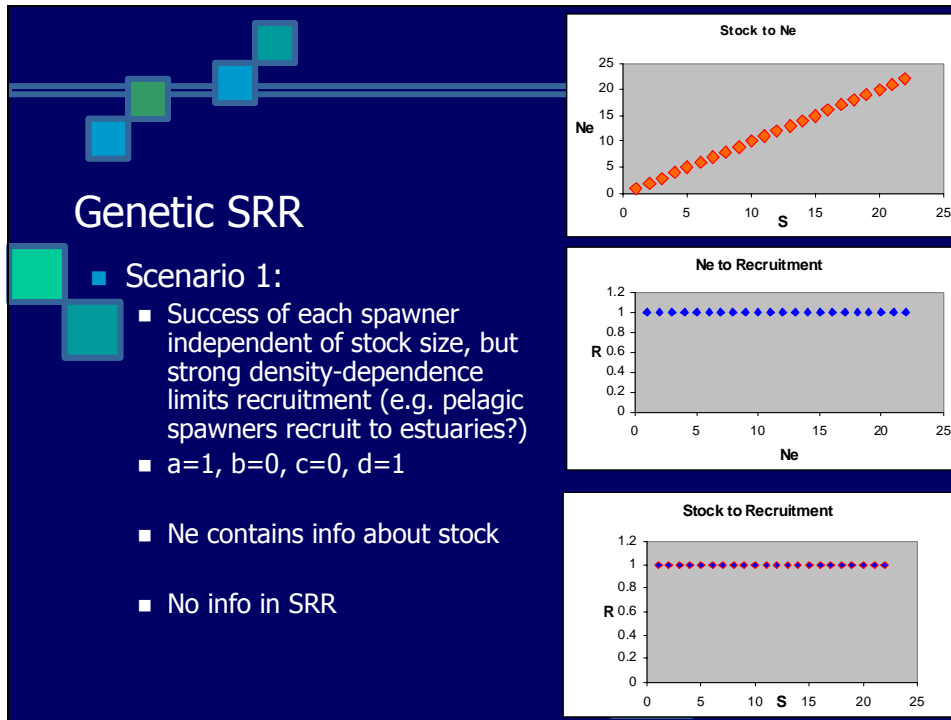 Genetic SRR
Scenario 1:
Success of each spawner
independent of stock size, but
strong density-dependence
limits recruitment (e.g. pelagic
spawners recruit to estuaries?)
a=1, b=0, c=0, d=1
Ne contains info about stock
No info in SRR
Stock to Ne
25
20
15
10
5
0
Ne
0 5 10 15 20 25
S
Ne to Recruitment
1.2
1
0.8
0.6
0.4
0.2
0
R
0 5 10 15 20 25
Ne
Stock to Recruitment
1.2
1
0.8
0.6
0.4
0.2
0
R
0 5 10 15 20 25
S